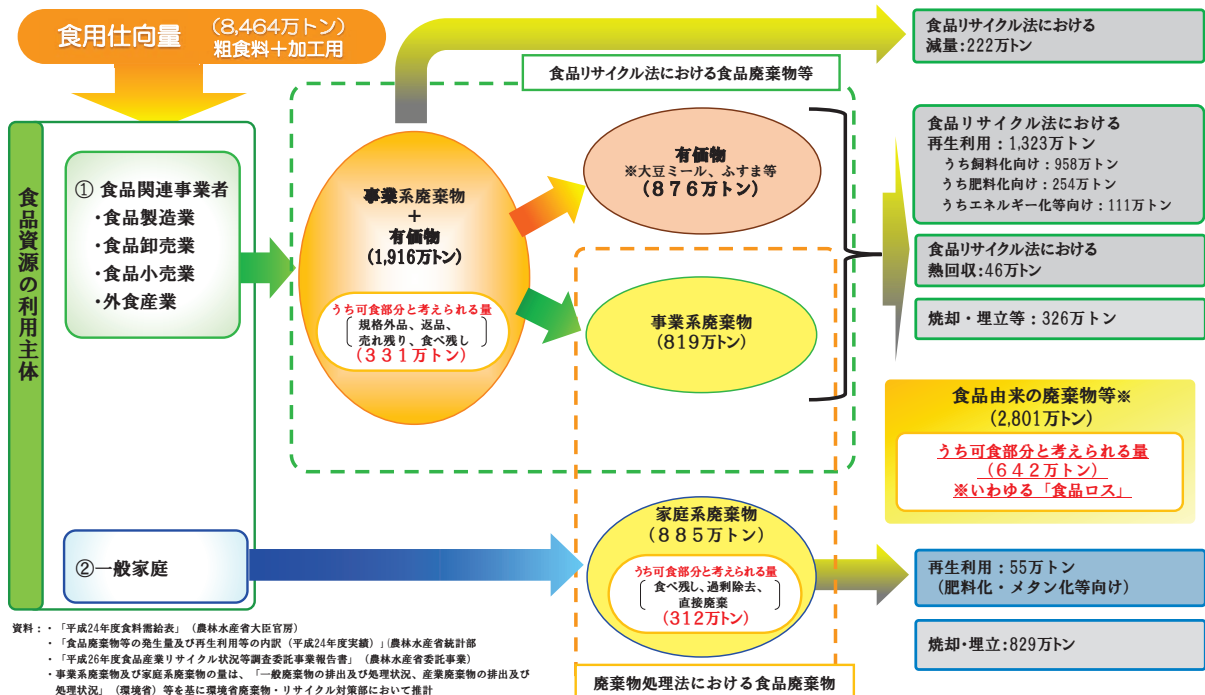 食用仕向量
(8,464万トン)
粗食料+加工用
食品リサイクル法における
減量:222万トン
食品リサイクル法における食品廃棄物等
食品資源の利用主体
① 食品関連事業者
・食品製造業
・食品卸売業
・食品小売業
・外食産業
事業系廃棄物
+
有価物
(1,916万トン)
うち可食部分と考えられる量
規格外品、返品、
売れ残り、食べ残し
(331万トン)
有価物
※大豆ミール、ふすま等
(876万トン)
事業系廃棄物
(819万トン)
食品リサイクル法における
再生利用:1,323万トン
うち飼料化向け:958万トン
うち肥料化向け:254万トン
うちエネルギー化等向け:111万トン
食品リサイクル法における
熱回収:46万トン
焼却・埋立等:326万トン
食品由来の廃棄物等※
(2,801万トン)
うち可食部分と考えられる量
(642万トン)
※いわゆる「食品ロス」
②一般家庭
家庭系廃棄物
(885万トン)
うち可食部分と考えられる量
食べ残し、過剰除去、
直接廃棄
(312万トン)
再生利用:55万トン
(肥料化・メタン化等向け)
焼却・埋立:829万トン
廃棄物処理法における食品廃棄物
資料:・「平成24年度食料需給表」(農林水産省大臣官房)
・「食品廃棄物等の発生量及び再生利用等の内訳(平成24年度実績)」(農林水産省統計部
・「平成26年度食品産業リサイクル状況等調査委託事業報告書」(農林水産省委託事業)
・事業系廃棄物及び家庭系廃棄物の量は、「一般廃棄物の排出及び処理状況、産業廃棄物の排出及び
処理状況」(環境省)等を基に環境省廃棄物・リサイクル対策部において推計